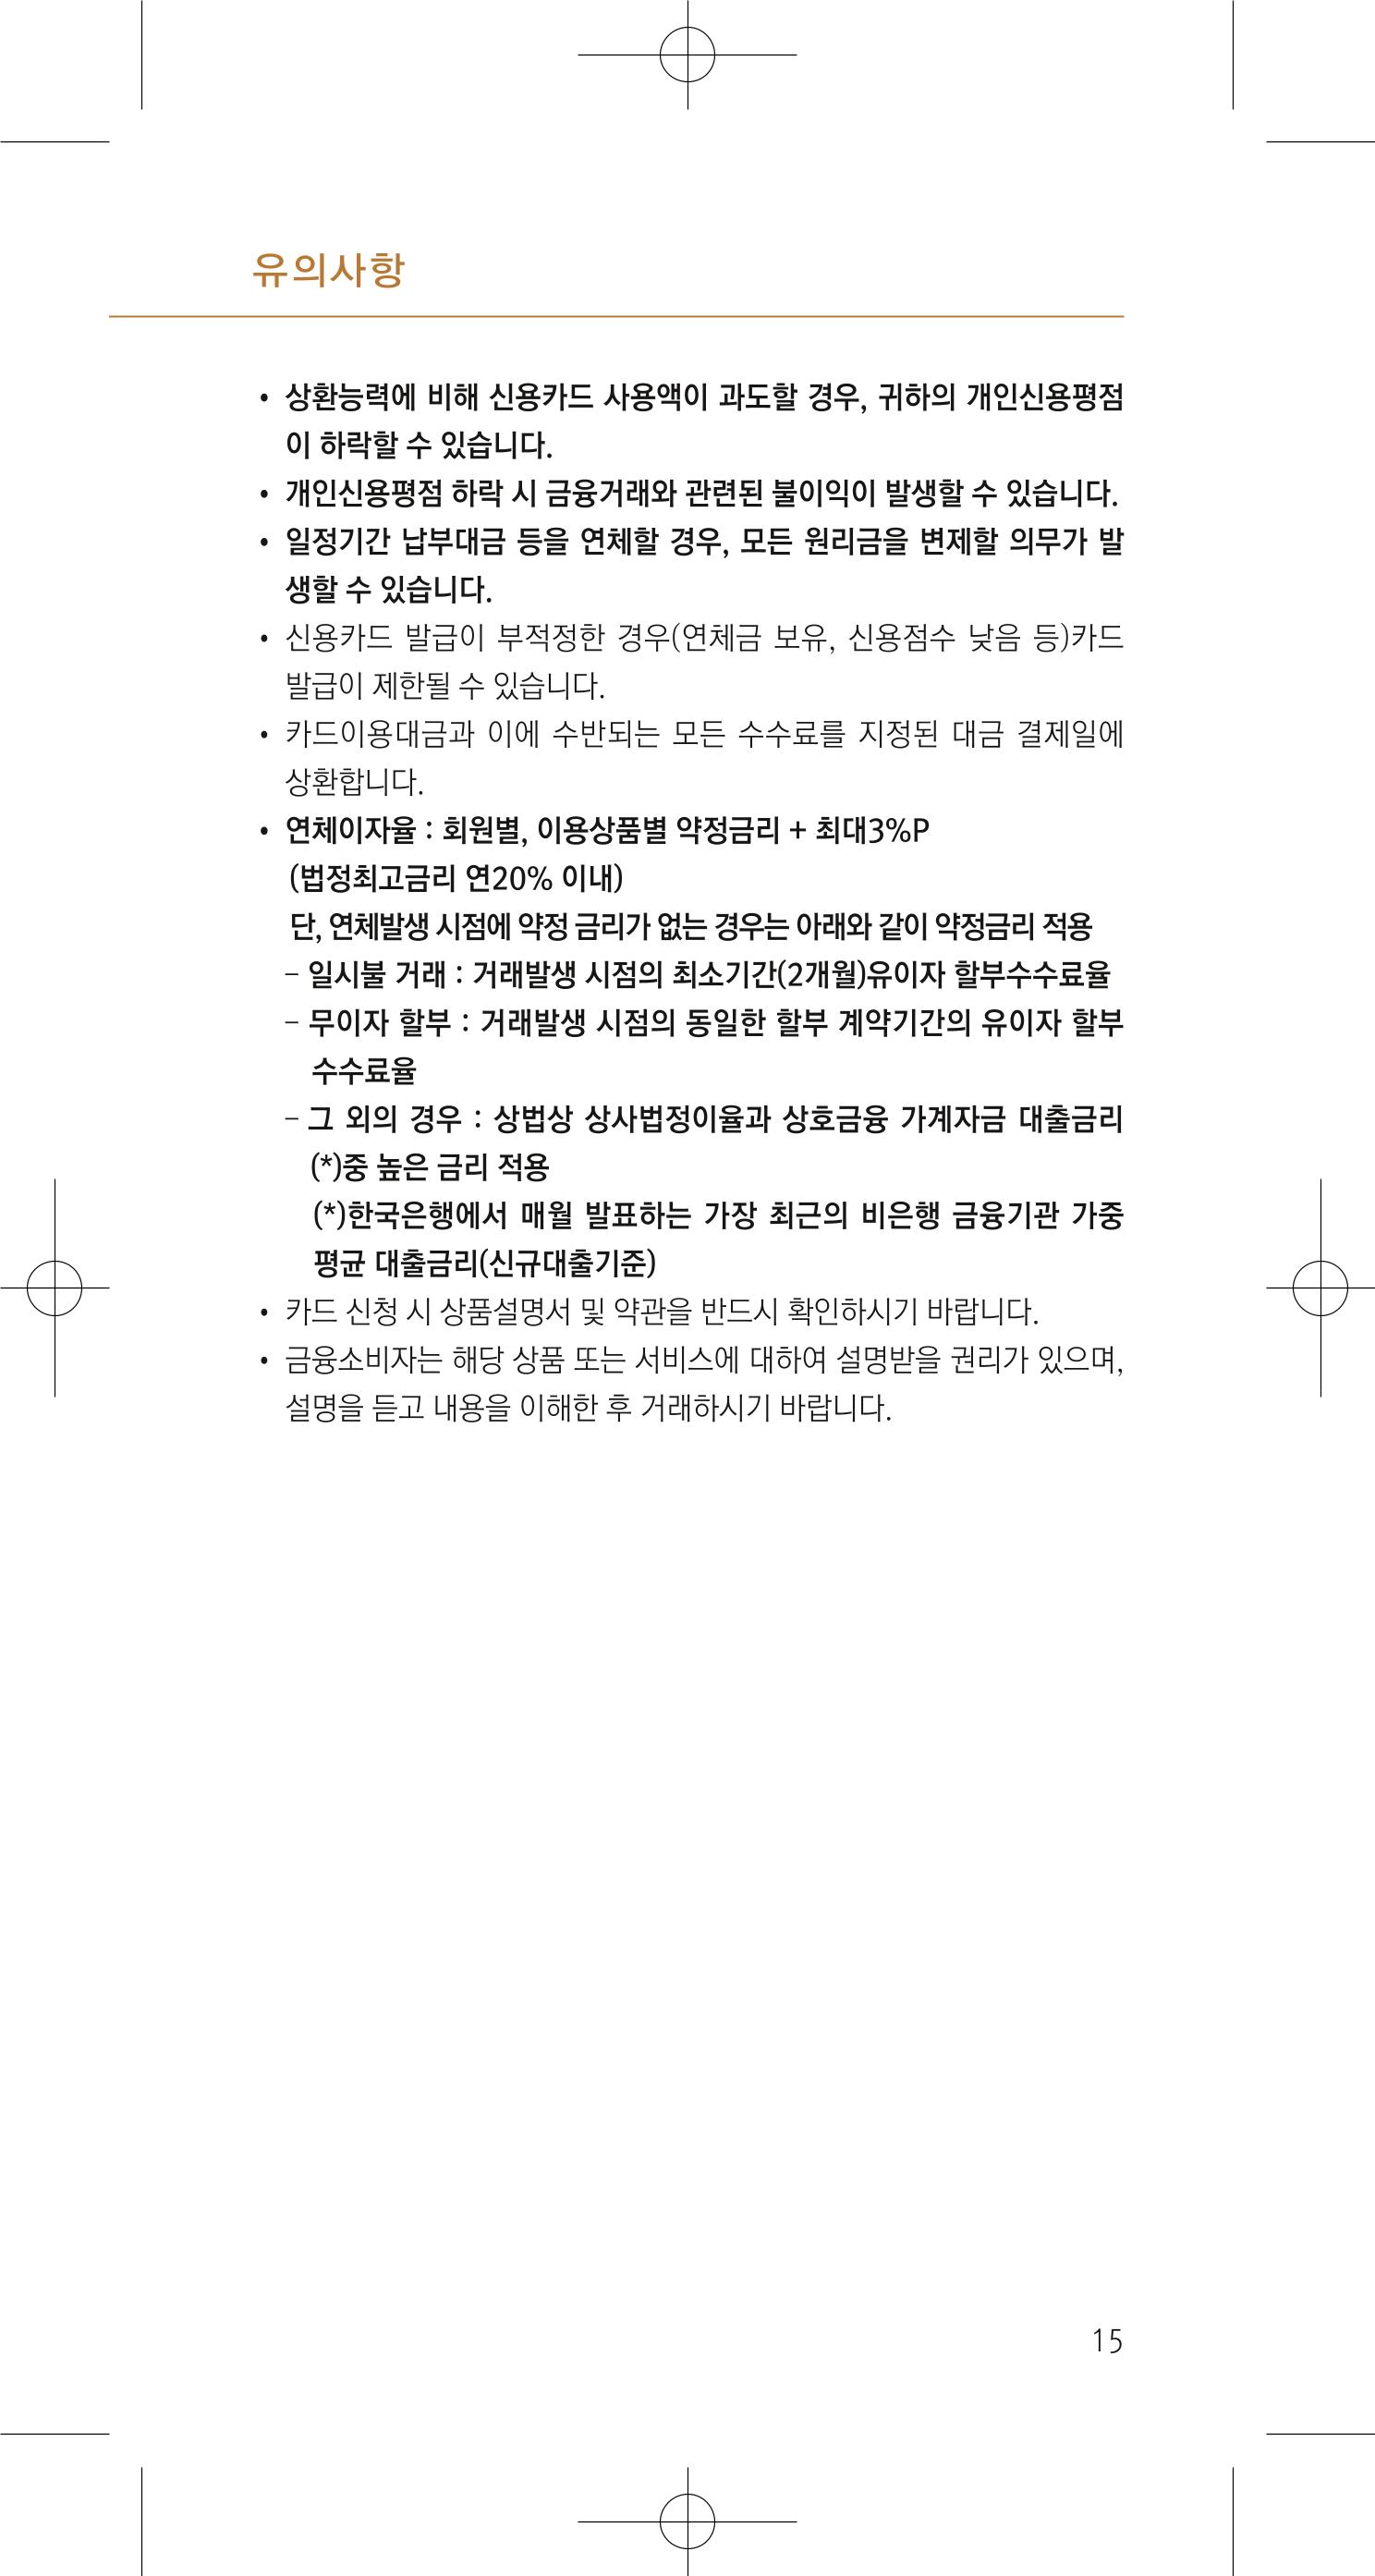 유의사항
• 상환능력에 비해 신용카드 사용액이 과도할 경우, 귀하의 개인신용평점
이 하락할 수 있습니다.
• 개인신용평점 하락 시 금융거래와 관련된 불이익이 발생할 수 있습니다.
• 일정기간 납부대금 등을 연체할 경우, 모든 원리금을 변제할 의무가 발
생할 수 있습니다.
• 신용카드 발급이 부적정한 경우(연체금 보유, 신용점수 낮음 등)카드
발급이 제한될 수 있습니다.
• 카드이용대금과 이에 수반되는 모든 수수료를 지정된 대금 결제일에
상환합니다.
• 연체이자율 : 회원별, 이용상품별 약정금리 + 최대3%P
(법정최고금리 연20% 이내)
단, 연체발생 시점에 약정 금리가 없는 경우는 아래와 같이 약정금리 적용
– 일시불 거래 : 거래발생 시점의 최소기간(2개월)유이자 할부수수료율
– 무이자 할부 : 거래발생 시점의 동일한 할부 계약기간의 유이자 할부
수수료율
– 그 외의 경우 : 상법상 상사법정이율과 상호금융 가계자금 대출금리
(*)중 높은 금리 적용
(*)한국은행에서 매월 발표하는 가장 최근의 비은행 금융기관 가중
평균 대출금리(신규대출기준)
• 카드 신청 시 상품설명서 및 약관을 반드시 확인하시기 바랍니다.
• 금융소비자는 해당 상품 또는 서비스에 대하여 설명받을 권리가 있으며,
설명을 듣고 내용을 이해한 후 거래하시기 바랍니다.
15